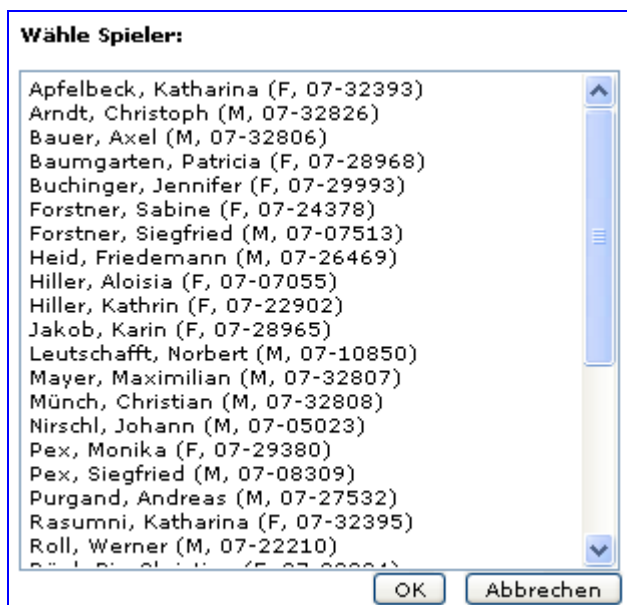 Wähle Spieler:
Apfelbeck, Katharina (F, 07-32393)
Arndt, Christoph (M, 07-32826)
Bauer, Axel (M, 07-32806)
Baumgarten, Patricia (F, 07-28968)
Buchinger, Jennifer (F, 07-29993)
Forstner, Sabine (F, 07-24378)
Forstner, Siegfried (M, 07-07513)
Heid, Friedemann (M, 07-26469)
Hiller, Aloisia (F, 07-07055)
Hiller, Kathrin (F, 07-22902)
Jakob, Karin (F, 07-28965)
Leutschafft, Norbert (M, 07-10850)
Mayer, Maximilian (M, 07-32807)
Münch, Christian (M, 07-32808)
Nirschl, Johann (M, 07-05023)
Pex, Monika (F, 07-29380)
Pex, Siegfried (M, 07-08309)
Purgand, Andreas (M, 07-27532)
Rasumni, Katharina (F, 07-32395)
Roll, Werner (M, 07-22210)
OK Abbrechen